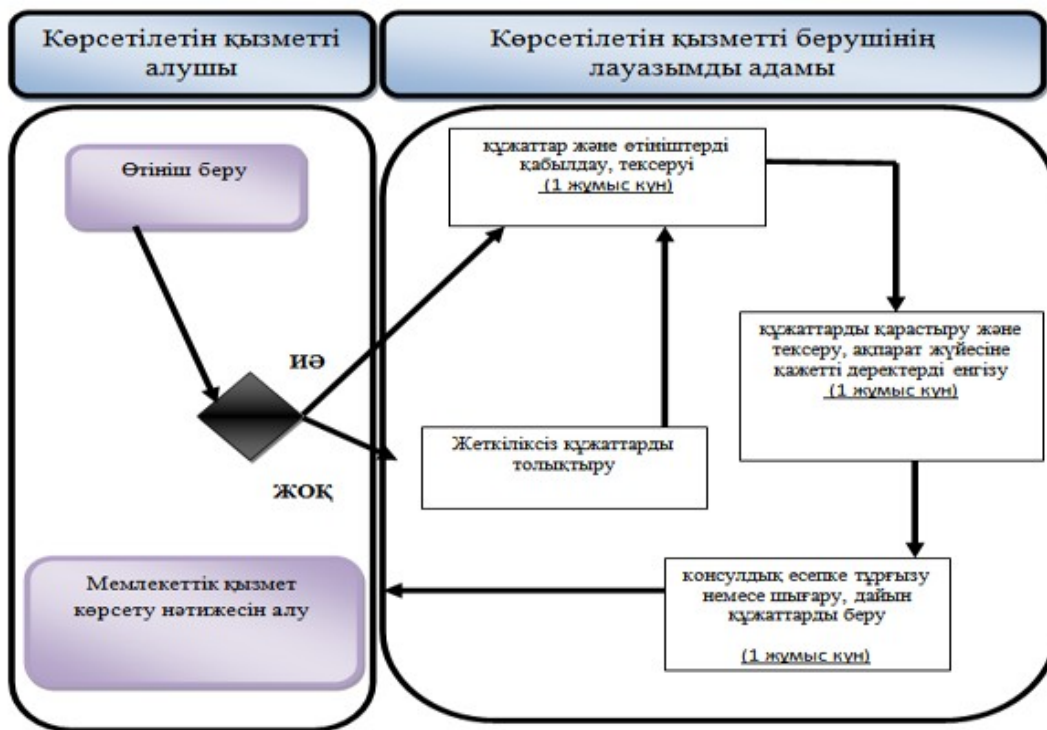 Көрсетілетін қызметті
алушы
Көрсетілетін қызметті берушінің
лауазымды адамы
Өтініш беру
құжаттар және өтініштерді
қабылдау, тексеруі
(1 жұмыс күн)
құжаттарды қарастыру және
тексеру, ақпарат жүйесіне
қажетті деректерді енгізу
(1 жұмыс күн)
ИӘ
Жеткіліксіз құжаттарды
толықтыру
ЖОҚ
Мемлекеттік қызмет
көрсету нәтижесін алу
консулдық есепке тұрғызу
немесе шығару, дайын
құжаттарды беру
(1 жұмыс күн)